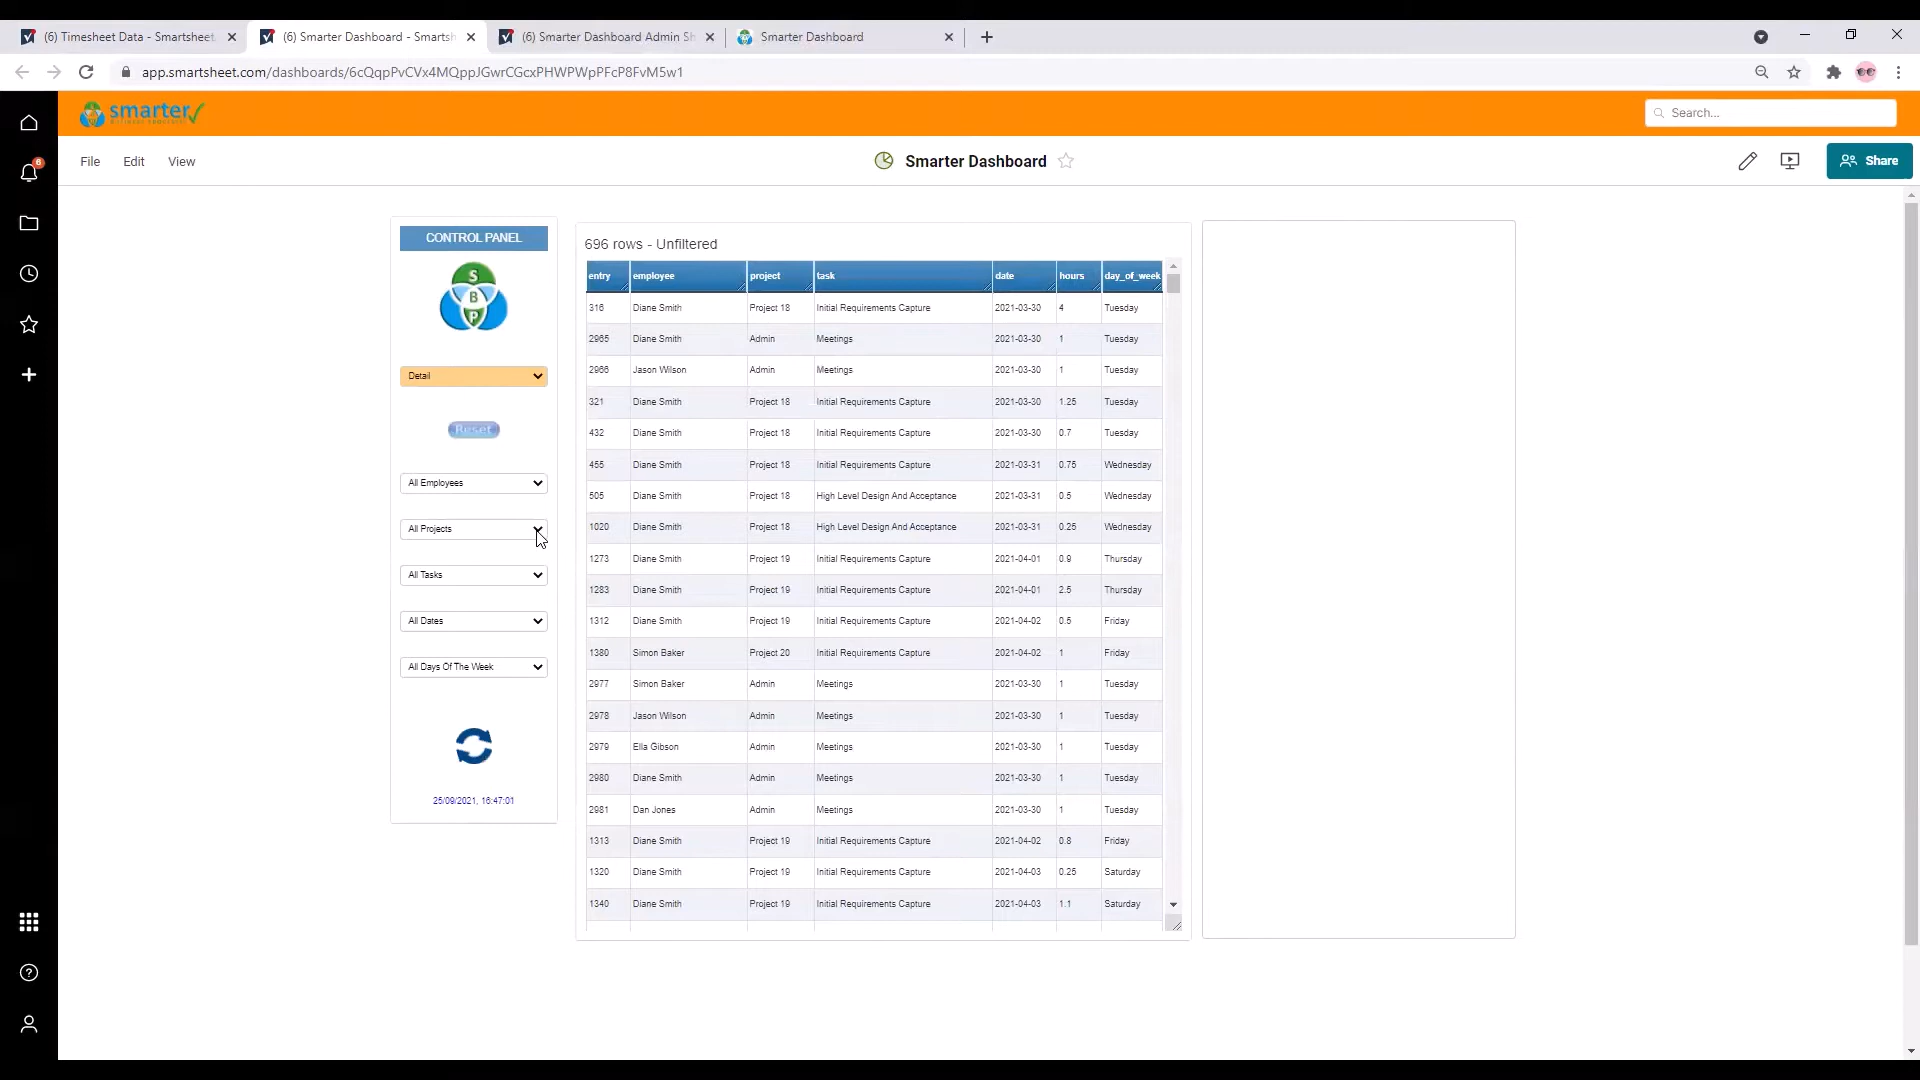 (6) Timesheet Data - Smartsheet.
(6) Smarter Dashboard - Smartsh
(6) Smarter Dashboard Admin Sh
Smarter Dashboard
app.smartsheet.com/dashboards/6cQqpPvCVx4MQppJGwrCGcxPHWPWpPFcP8FvM5w1
smarter
Search...
6
File Edit View
Smarter Dashboard
Share
CONTROL PANEL
S
B P
Detail
Reset
All Employees
All Projects
All Tasks
All Dates
All Days Of The Week
25/09/2021, 16:47:01
696 rows - Unfiltered
entry employee project task date hours day_of_week
316 Diane Smith Project 18 Initial Requirements Capture 2021-03-30 4 Tuesday
2965 Diane Smith Admin Meetings 2021-03-30 1 Tuesday
2966 Jason Wilson Admin Meetings 2021-03-30 1 Tuesday
321 Diane Smith Project 18 Initial Requirements Capture 2021-03-30 1.25 Tuesday
432 Diane Smith Project 18 Initial Requirements Capture 2021-03-30 0.7 Tuesday
455 Diane Smith Project 18 Initial Requirements Capture 2021-03-31 0.75 Wednesday
505 Diane Smith Project 18 High Level Design And Acceptance 2021-03-31 0.5 Wednesday
1020 Diane Smith Project 18 High Level Design And Acceptance 2021-03-31 0.25 Wednesday
1273 Diane Smith Project 19 Initial Requirements Capture 2021-04-01 0.9 Thursday
1283 Diane Smith Project 19 Initial Requirements Capture 2021-04-01 2.5 Thursday
1312 Diane Smith Project 19 Initial Requirements Capture 2021-04-02 0.5 Friday
1380 Simon Baker Project 20 Initial Requirements Capture 2021-04-02 1 Friday
2977 Simon Baker Admin Meetings 2021-03-30 1 Tuesday
2978 Jason Wilson Admin Meetings 2021-03-30 1 Tuesday
2979 Ella Gibson Admin Meetings 2021-03-30 1 Tuesday
2980 Diane Smith Admin Meetings 2021-03-30 1 Tuesday
2981 Dan Jones Admin Meetings 2021-03-30 1 Tuesday
1313 Diane Smith Project 19 Initial Requirements Capture 2021-04-02 0.8 Friday
1320 Diane Smith Project 19 Initial Requirements Capture 2021-04-03 0.25 Saturday
1340 Diane Smith Project 19 Initial Requirements Capture 2021-04-03 1.1 Saturday